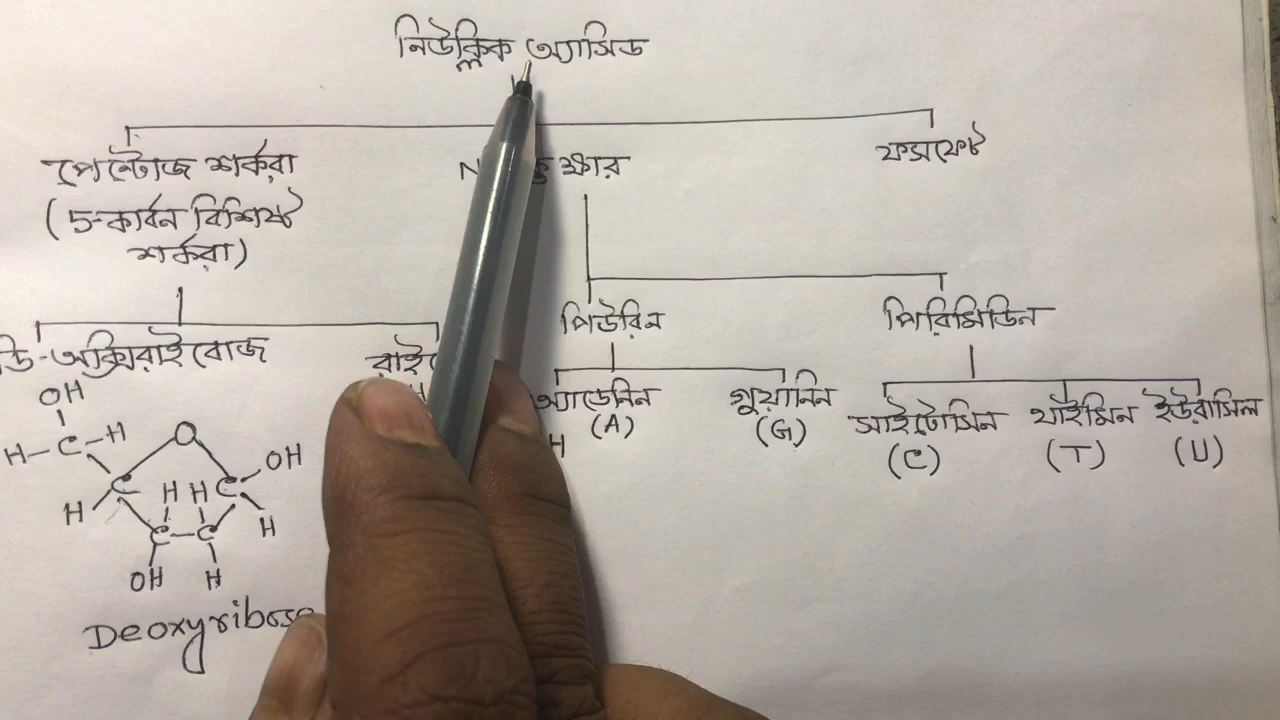 নিউক্লিক অ্যাসিড
পেন্টোজ শর্করা
(5-কার্বন বিশিষ্ট
শর্করা)
ক্ষার
ফসফেট
ডি-অক্সিরাইবোজ
পিউরিন
পিরিমিডিন
অ্যাডেনিন
(A)
গুয়ানিন
(G)
সাইটোসিন
(C)
থাইমিন
(T)
ইউরাসিল
(U)
OH
H-C-H
O
OH
C H H C
H H
C-C
OH H
H
Deoxyribose